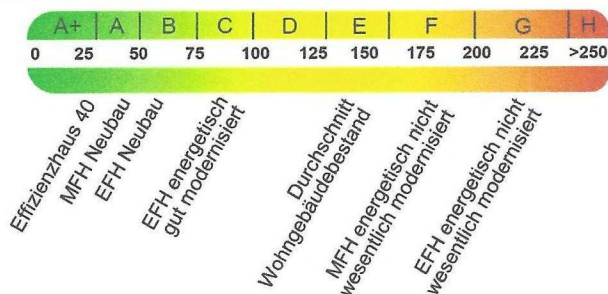 A+ A B C D E F G H
0 25 50 75 100 125 150 175 200 225 >250
Effizienzhaus 40
MFH Neubau
EFH Neubau
EFH energetisch
gut modernisiert
Durchschnitt
Wohngebäudebestand
MFH energetisch nicht
wesentlich modernisiert
EFH energetisch nicht
wesentlich modernisiert